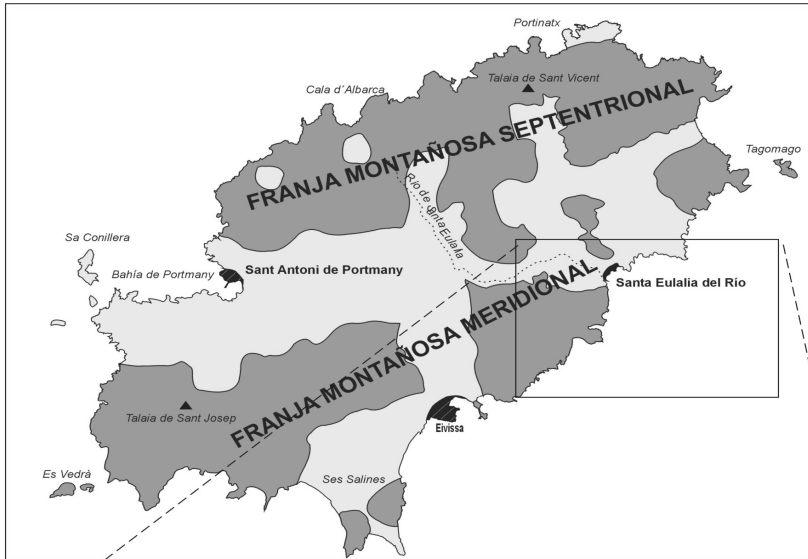 Portinatx
Talaia de Sant Vicent
Cala d´Albarca
FRANJA MONTAÑOSA SEPTENTRIONAL
Tagomago
Río de Santa Eulalia
Sa Conillera
Bahía de Portmany
Sant Antoni de Portmany
Santa Eulalia del Río
FRANJA MONTAÑOSA MERIDIONAL
Talaia de Sant Josep
Eivissa
Es Vedrà
Ses Salines